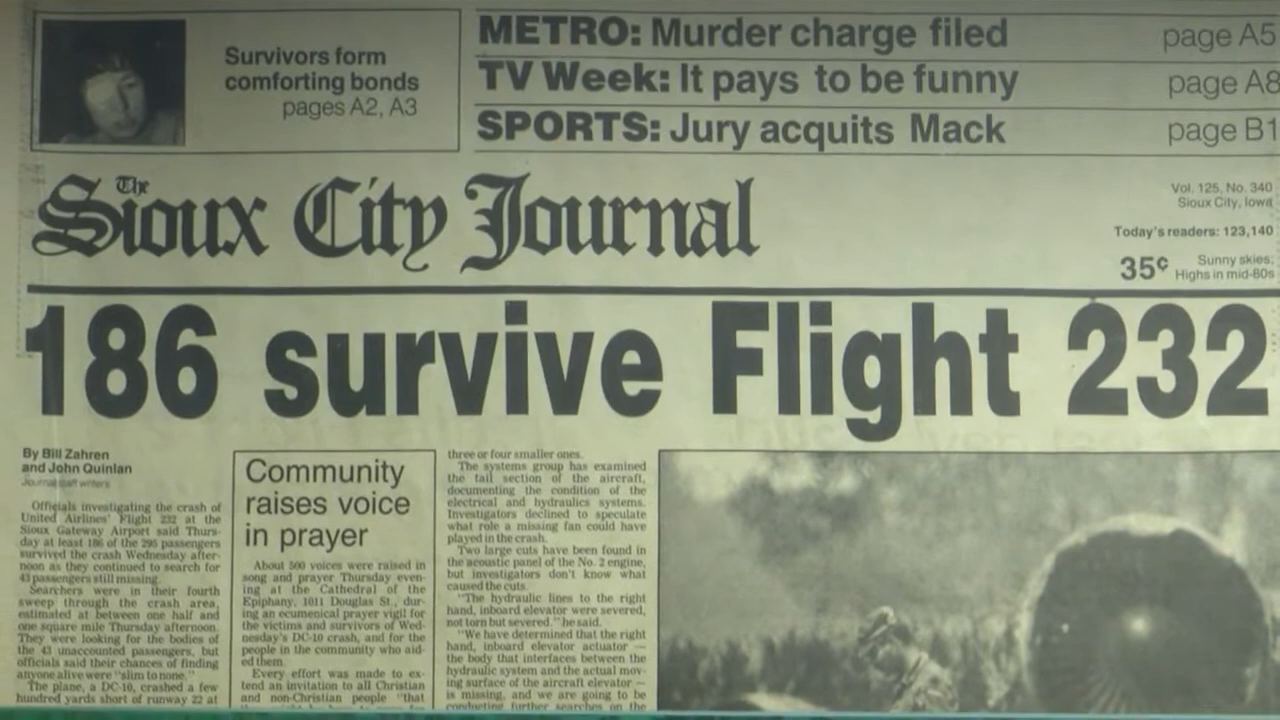 Survivors form
comforting bonds
pages A2, A3
METRO: Murder charge filed page A5
TV Week: It pays to be funny page A8
SPORTS: Jury acquits Mack page B1
The Sioux City Journal
Vol. 125, No. 340
Sioux City, Iowa
Today's readers: 123,140
35¢
Sunny skies;
Highs in mid-80s
186 survive Flight 232
By Bill Zahren
and John Quinlan
Journal staff writers
Officials investigating the crash of
United Airlines' Flight 232 at the
Sioux Gateway Airport said Thurs-
day at least 186 of the 295 passengers
survived the crash Wednesday after-
noon as they continued to search for
43 passengers still missing.
Searchers were in their fourth
sweep through the crash area,
estimated at between one half and
one square mile Thursday afternoon.
They were looking for the bodies of
the 43 unaccounted passengers, but
officials said their chances of finding
anyone alive were "slim to none."
The plane, a DC-10, crashed a few
hundred yards short of runway 22 at
Community
raises voice
in prayer
About 500 voices were raised in
song and prayer Thursday even-
ing at the Cathedral of the
Epiphany, 1011 Douglas St., dur-
ing an ecumenical prayer vigil for
the victims and survivors of Wed-
nesday's DC-10 crash, and for the
people in the community who aid-
ed them.
Every effort was made to ex-
tend an invitation to all Christian
and non-Christian people "that
three or four smaller ones.
The systems group has examined
the tail section of the aircraft,
documenting the condition of the
electrical and hydraulics systems.
Investigators declined to speculate
what role a missing fan could have
played in the crash.
Two large cuts have been found in
the acoustic panel of the No. 2 engine,
but investigators don't know what
caused the cuts.
"The hydraulic lines to the right
hand, inboard elevator were severed,
not torn but severed." he said.
"We have determined that the right
hand, inboard elevator actuator —
the body that interfaces between the
hydraulic system and the actual mov-
ing surface of the aircraft elevator —
is missing, and we are going to be
conducting further searches on the